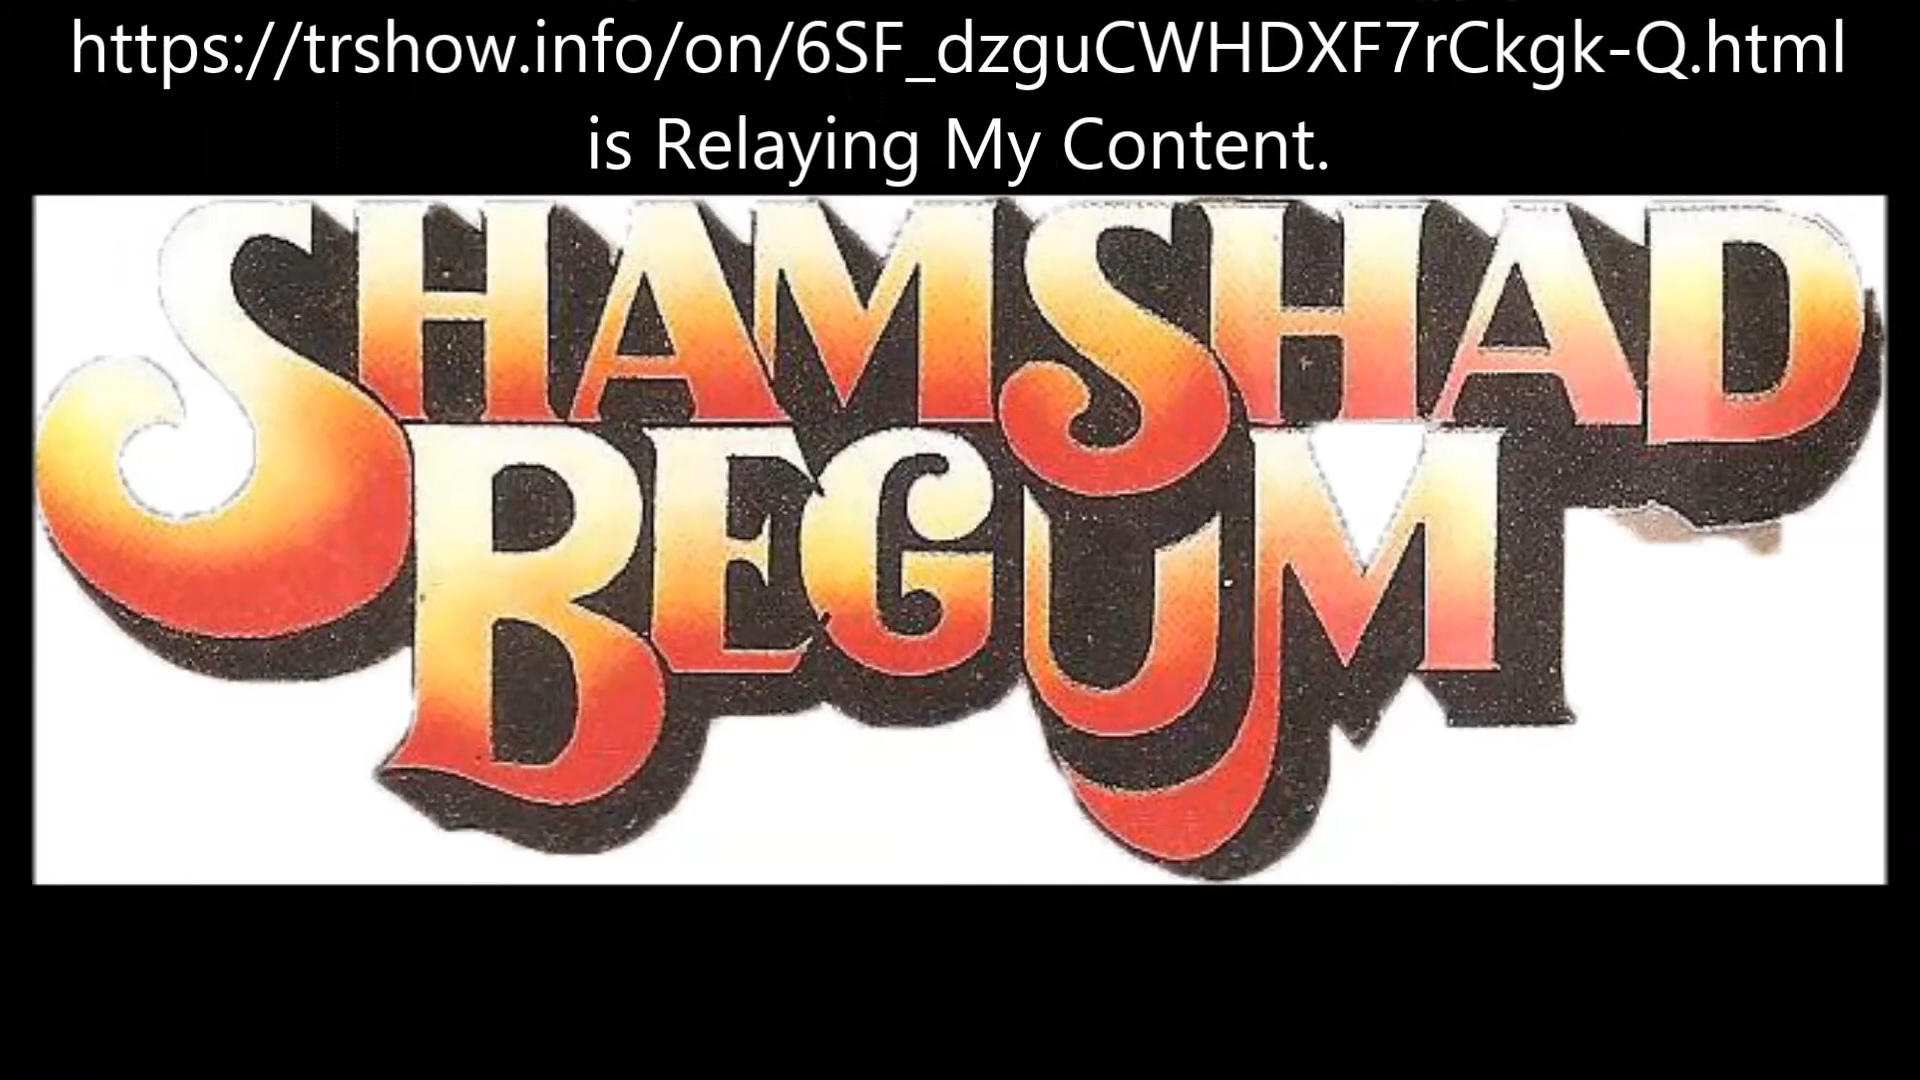 https://trshow.info/on/6SF_dzguCWHDXF7rCkgk-Q.html
is Relaying My Content.
SHAMSHAD
BEGUM